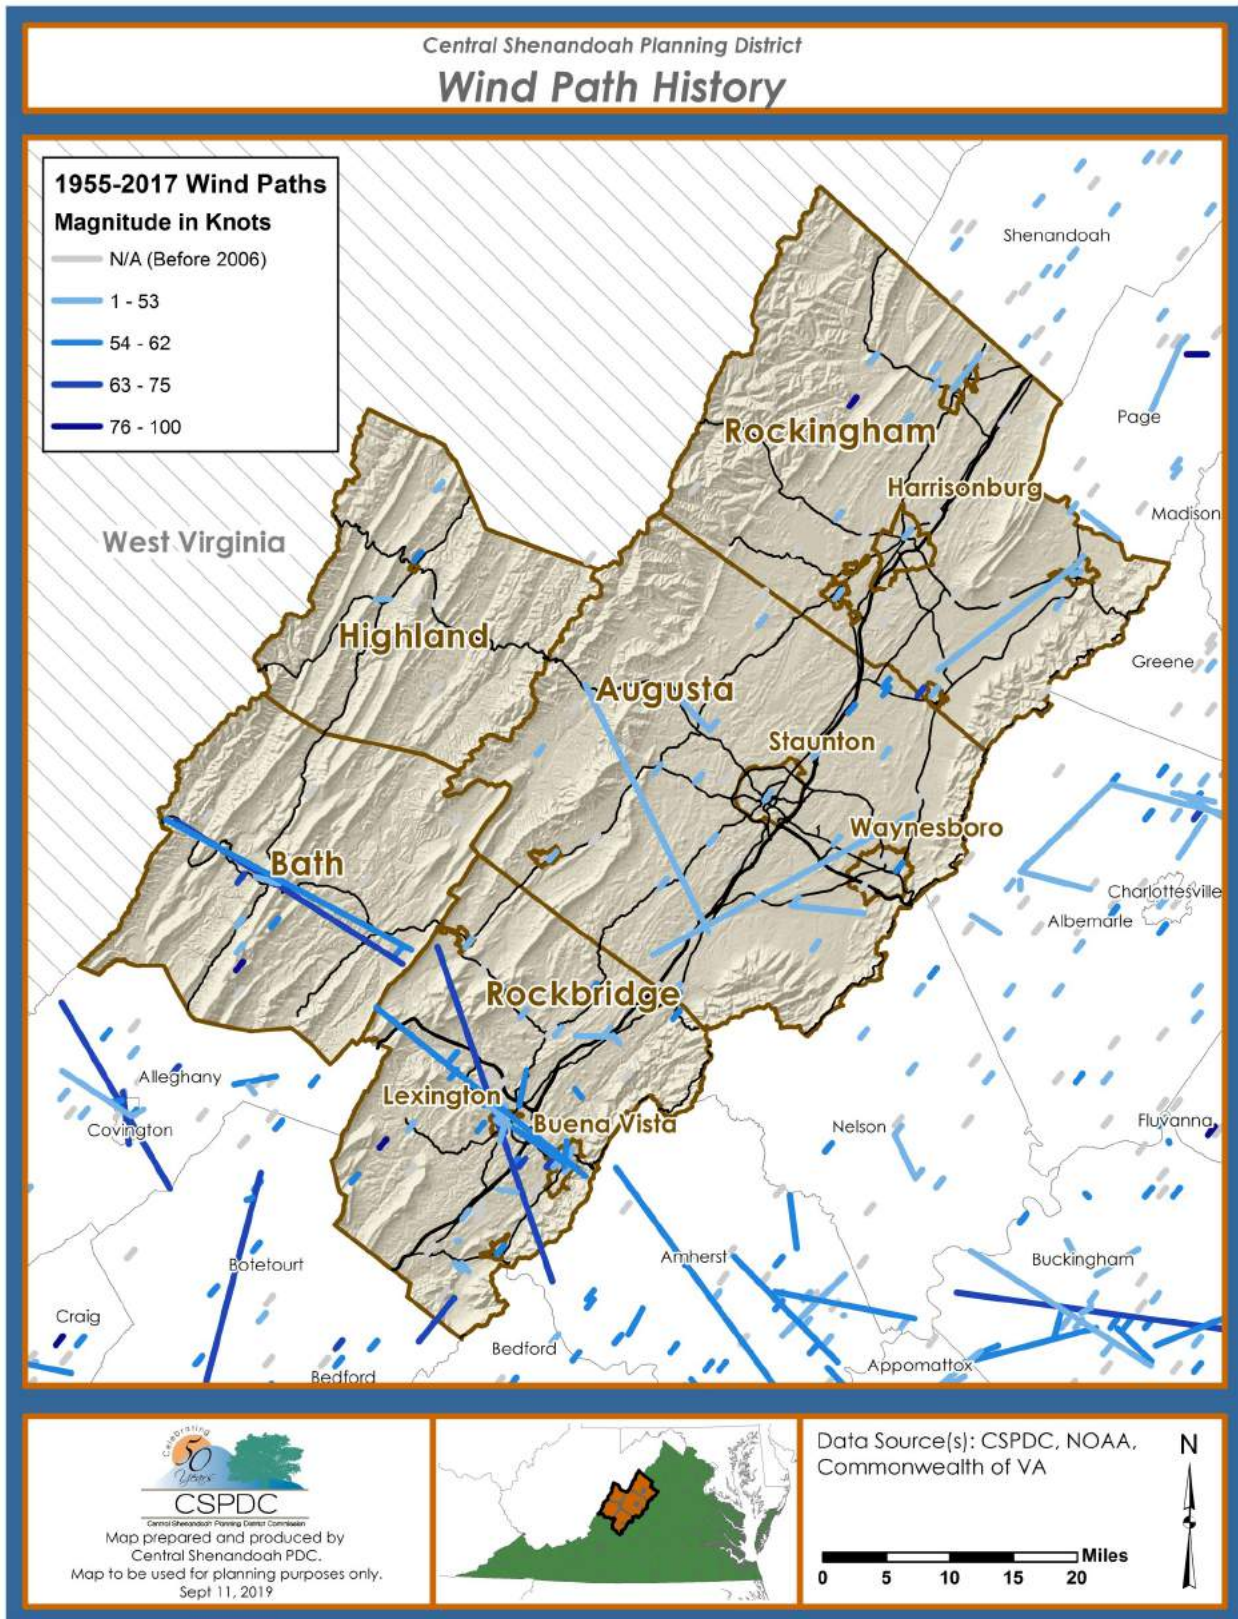 Central Shenandoah Planning District
Wind Path History
1955-2017 Wind Paths
Magnitude in Knots
N/A (Before 2006)
1 - 53
54 - 62
63 - 75
76 - 100
Shenandoah
Page
Rockingham
Harrisonburg
Madison
West Virginia
Highland
Greene
Augusta
Staunton
Waynesboro
Bath
Charlottesville
Albemarle
Rockbridge
Alleghany
Lexington
Buena Vista
Covington
Nelson
Fluvanna
Amherst
Buckingham
Botetourt
Craig
Bedford
Appomattox
Bedford
Celebrating
50
Years
CSPDC
Central Shenandoah Planning District Commission
Map prepared and produced by
Central Shenandoah PDC.
Map to be used for planning purposes only.
Sept 11, 2019
Data Source(s): CSPDC, NOAA,
Commonwealth of VA
N
Miles
0 5 10 15 20